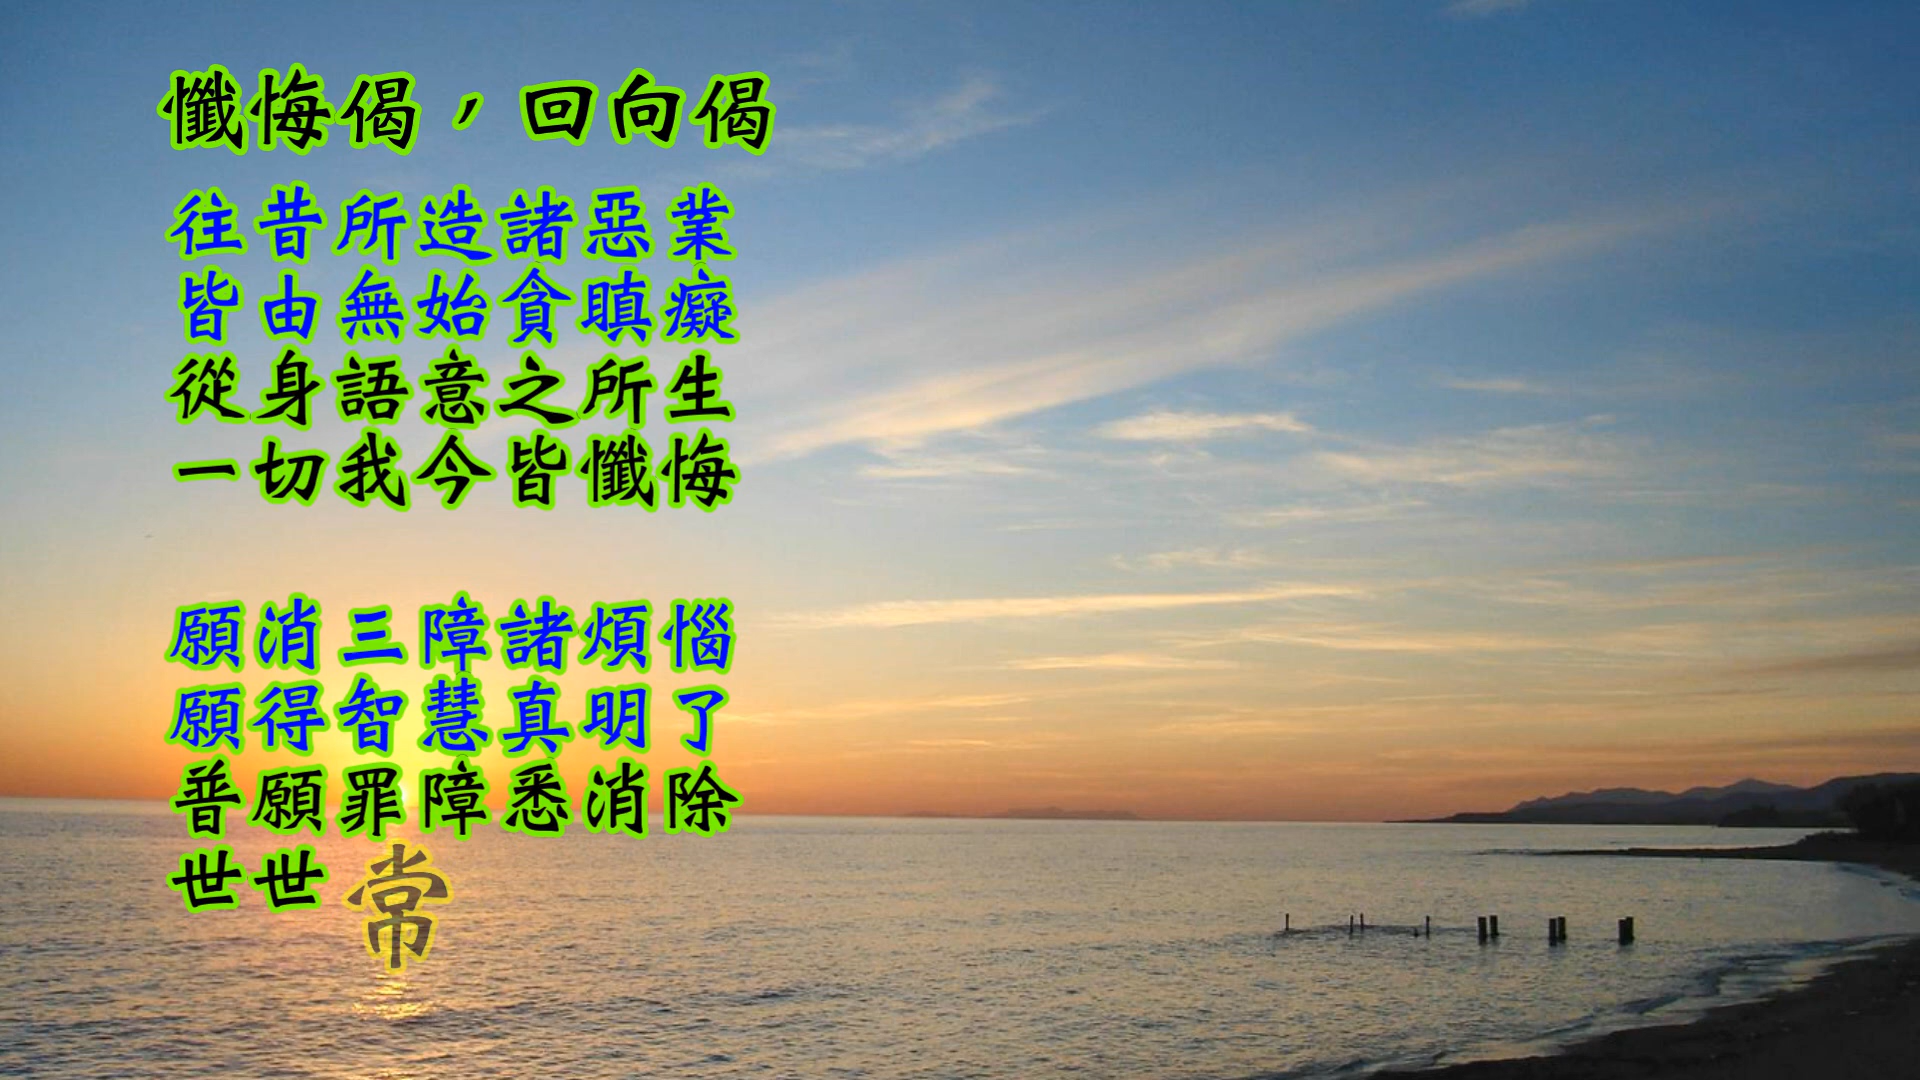 懺悔偈，回向偈
往昔所造諸惡業
皆由無始貪瞋癡
從身語意之所生
一切我今皆懺悔
願消三障諸煩惱
願得智慧真明了
普願罪障悉消除
世世常